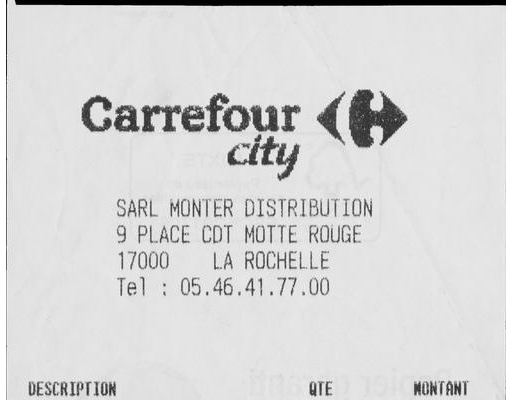 Carrefour
city
SARL MONTER DISTRIBUTION
9 PLACE CDT MOTTE ROUGE
17000 LA ROCHELLE
Tel : 05.46.41.77.00
DESCRIPTION QTE MONTANT